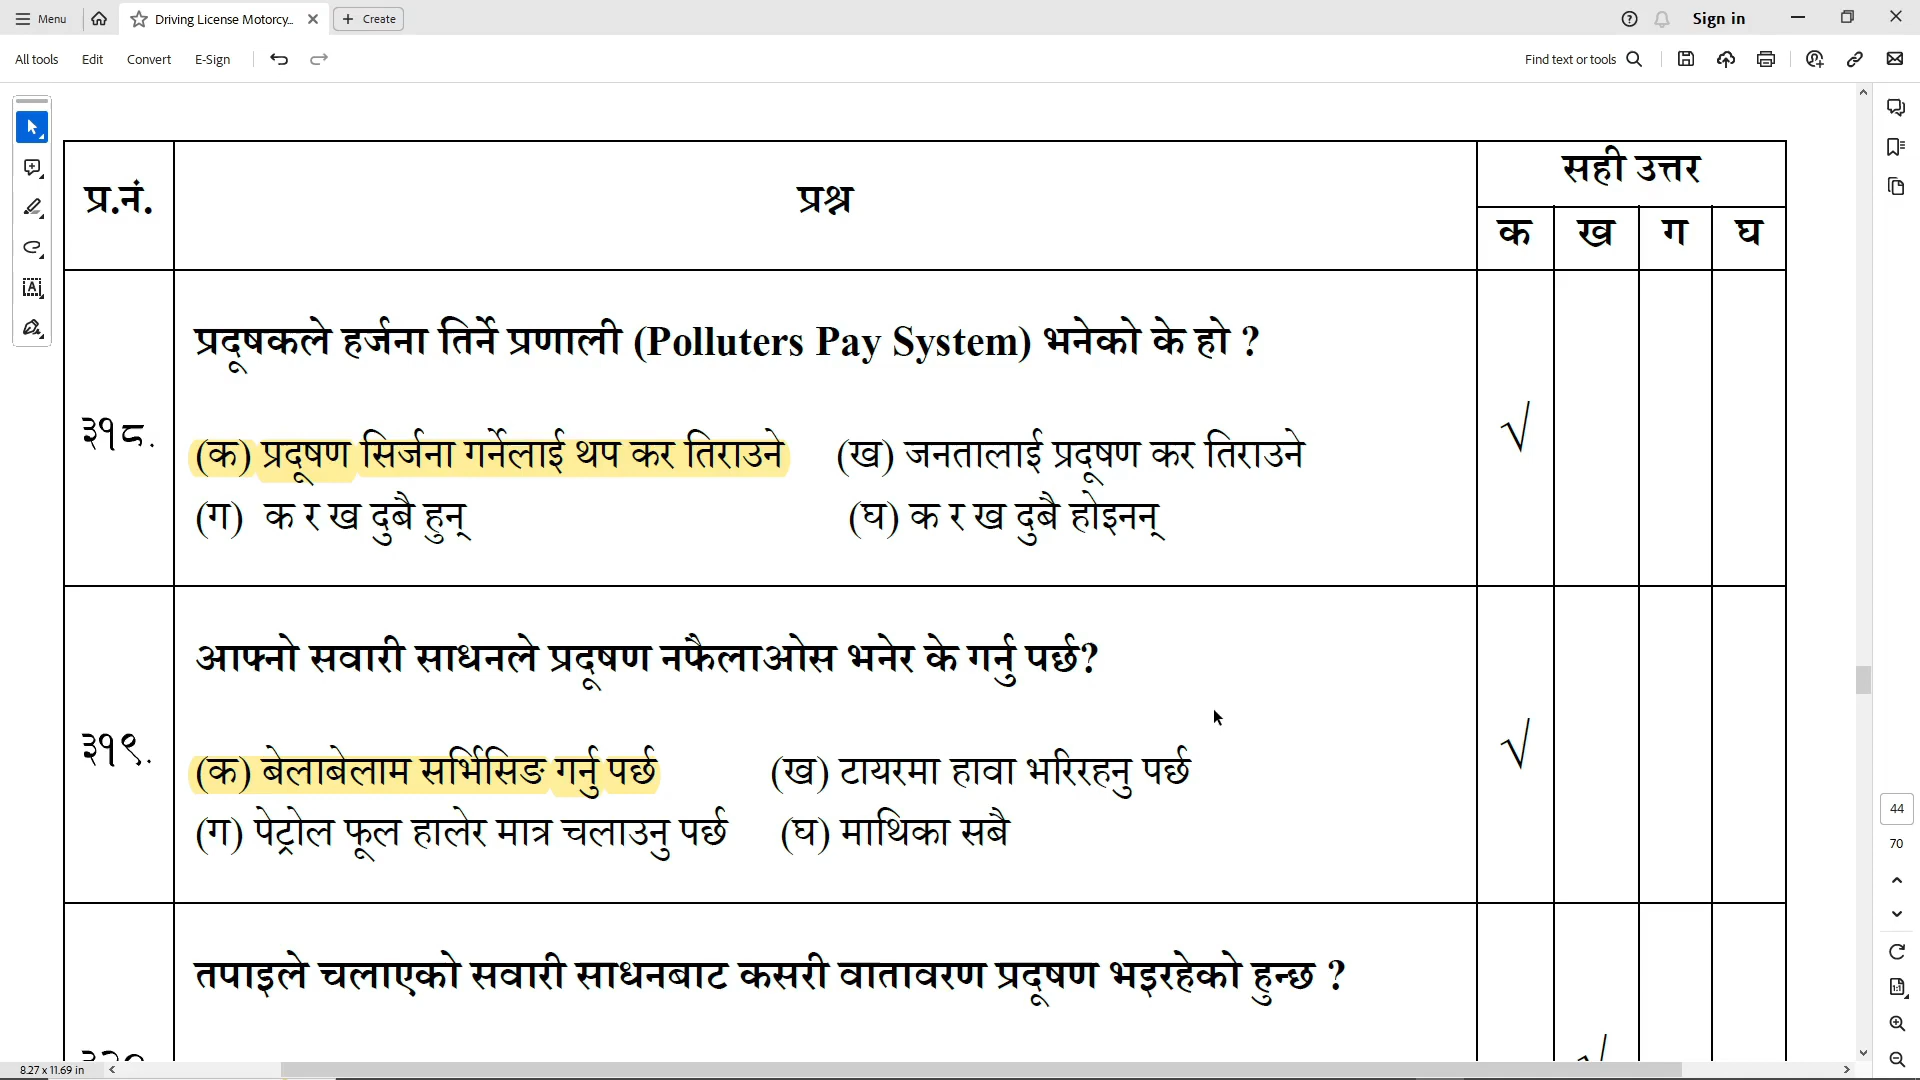 Menu
Driving License Motorcy...
Create
Sign in
All tools
Edit
Convert
E-Sign
Find text or tools
प्र.नं.
प्रश्न
सही उत्तर
क ख ग घ
३१८.
प्रदूषकले हर्जना तिर्ने प्रणाली (Polluters Pay System) भनेको के हो ?
(क) प्रदूषण सिर्जना गर्नेलाई थप कर तिराउने (ख) जनतालाई प्रदूषण कर तिराउने
(ग) क र ख दुबै हुन् (घ) क र ख दुबै होइनन्
√
३१९.
आफ्नो सवारी साधनले प्रदूषण नफैलाओस भनेर के गर्नु पर्छ?
(क) बेलाबेलाम सर्भिसिङ गर्नु पर्छ (ख) टायरमा हावा भरिरहनु पर्छ
(ग) पेट्रोल फूल हालेर मात्र चलाउनु पर्छ (घ) माथिका सबै
√
तपाइले चलाएको सवारी साधनबाट कसरी वातावरण प्रदूषण भइरहेको हुन्छ ?
√
44
70
8.27 x 11.69 in